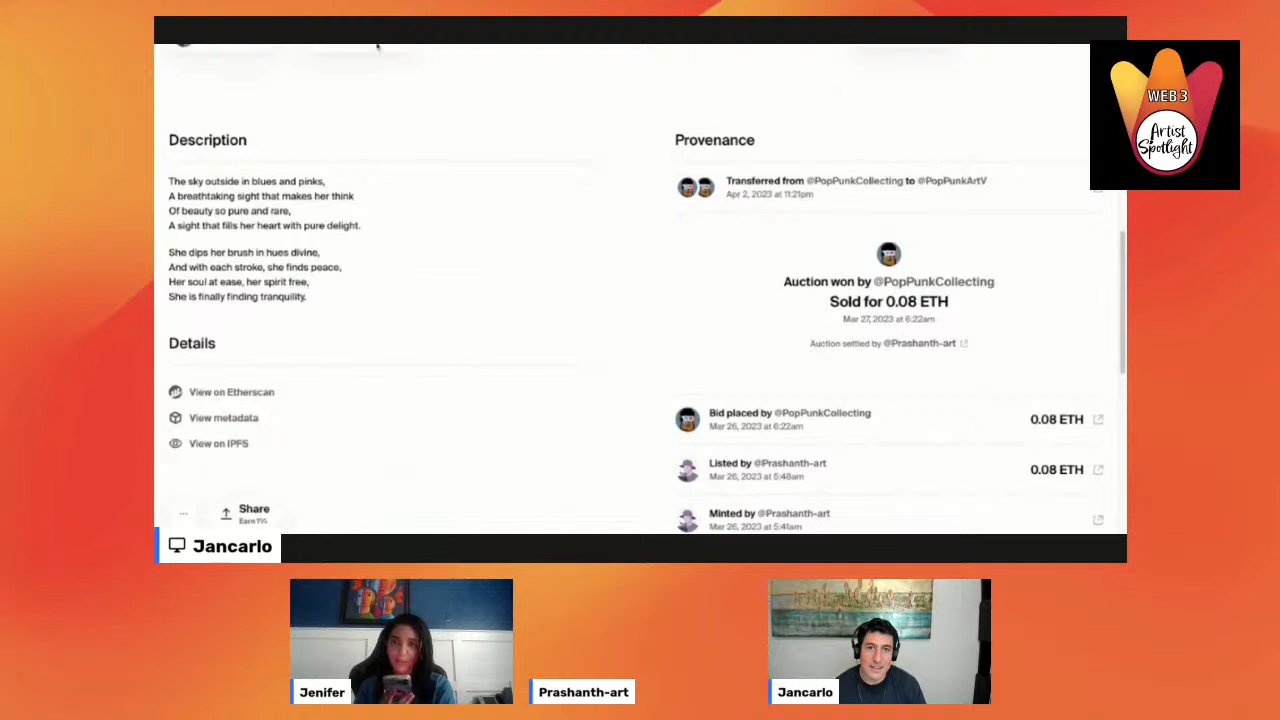 WEB3
Artist
Spotlight
Description
The sky outside in blues and pinks,
A breathtaking sight that makes her think
Of beauty so pure and rare,
A sight that fills her heart with pure delight.
She dips her brush in hues divine,
And with each stroke, she finds peace,
Her soul at ease, her spirit free,
She is finally finding tranquility.
Details
View on Etherscan
View metadata
View on IPFS
...
Share
Earn 1%
Provenance
Transferred from @PopPunkCollecting to @PopPunkArtV
Apr 2, 2023 at 11:21pm
Auction won by @PopPunkCollecting
Sold for 0.08 ETH
Mar 27, 2023 at 6:22am
Auction settled by @Prashanth-art
Bid placed by @PopPunkCollecting
0.08 ETH
Mar 26, 2023 at 6:22am
Listed by @Prashanth-art
0.08 ETH
Mar 26, 2023 at 5:48am
Minted by @Prashanth-art
Mar 26, 2023 at 5:41am
Jancarlo
Jenifer
Prashanth-art
Jancarlo